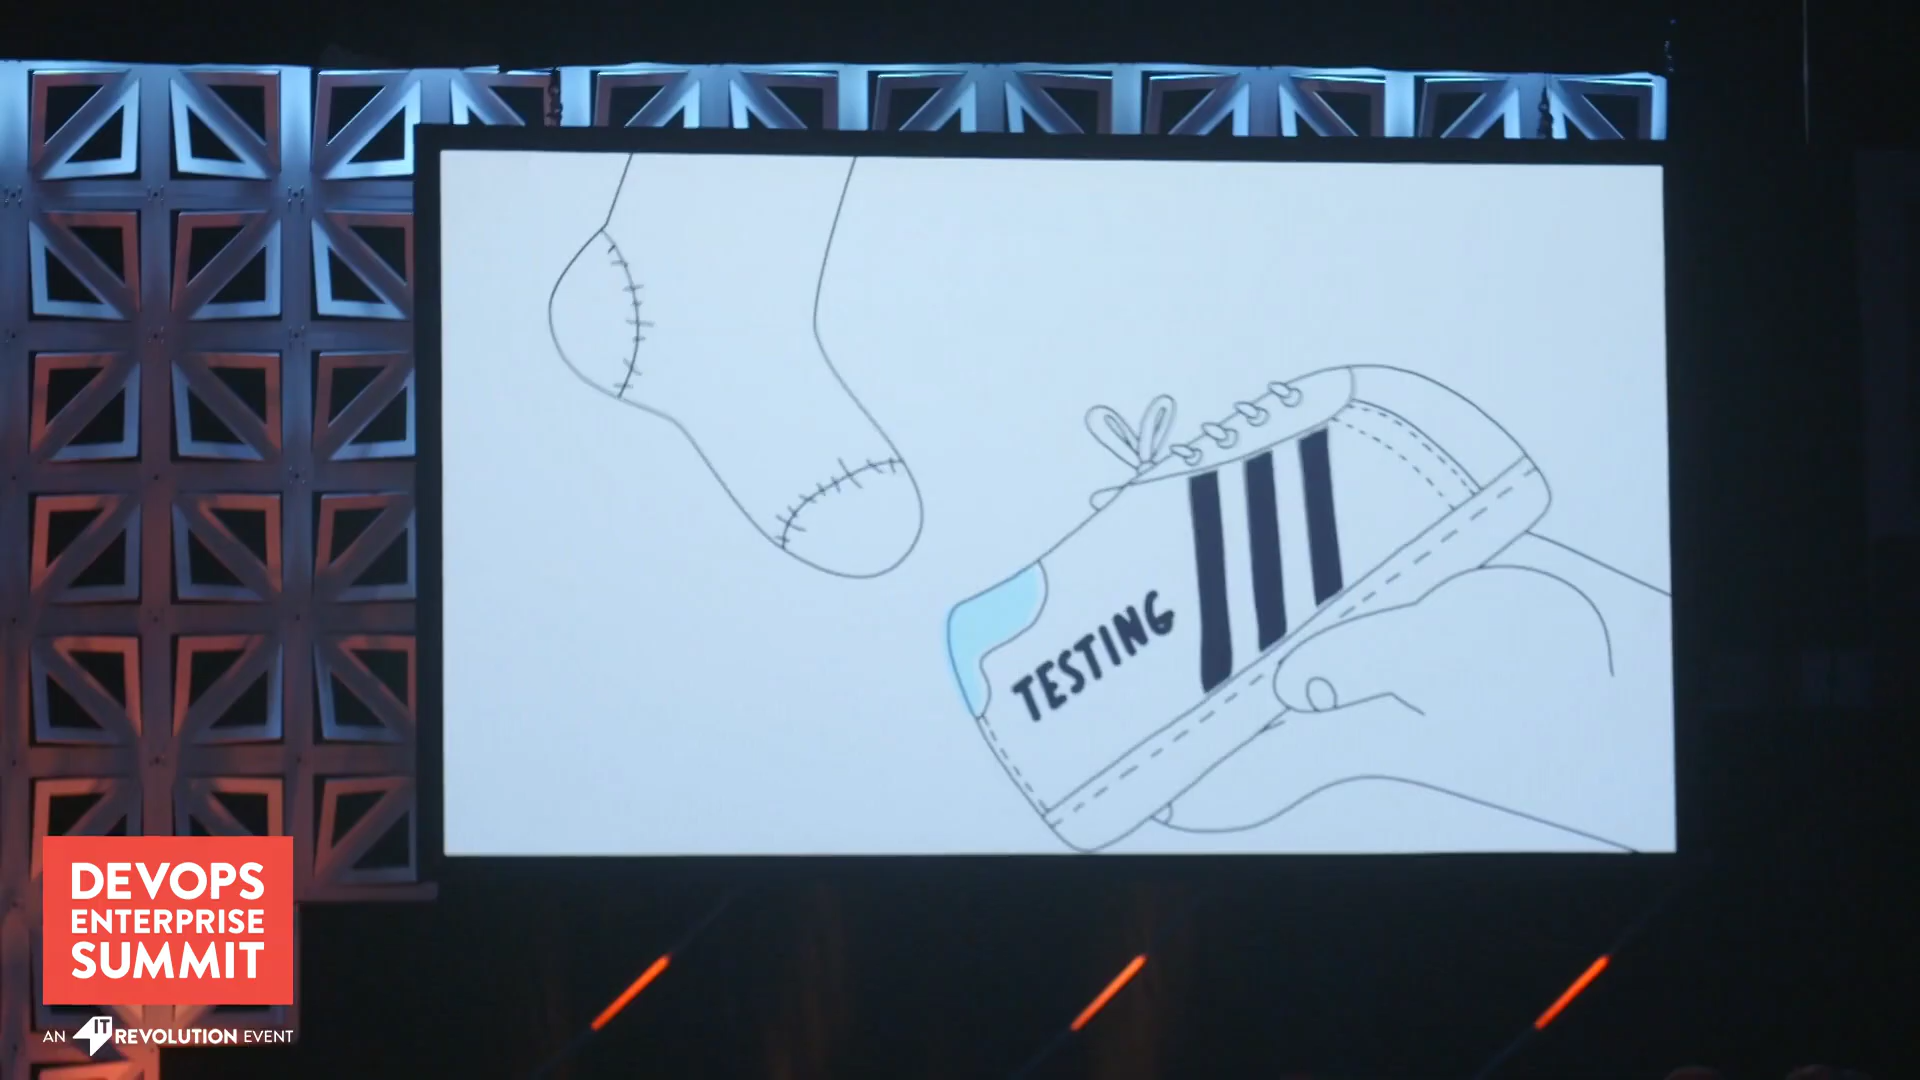 TESTING
DEVOPS
ENTERPRISE
SUMMIT
AN IT REVOLUTION EVENT